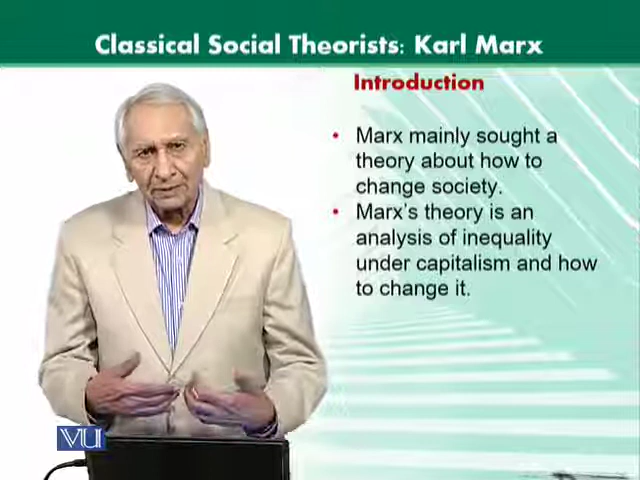 Classical Social Theorists: Karl Marx
Introduction
• Marx mainly sought a
theory about how to
change society.
• Marx's theory is an
analysis of inequality
under capitalism and how
to change it.
VU